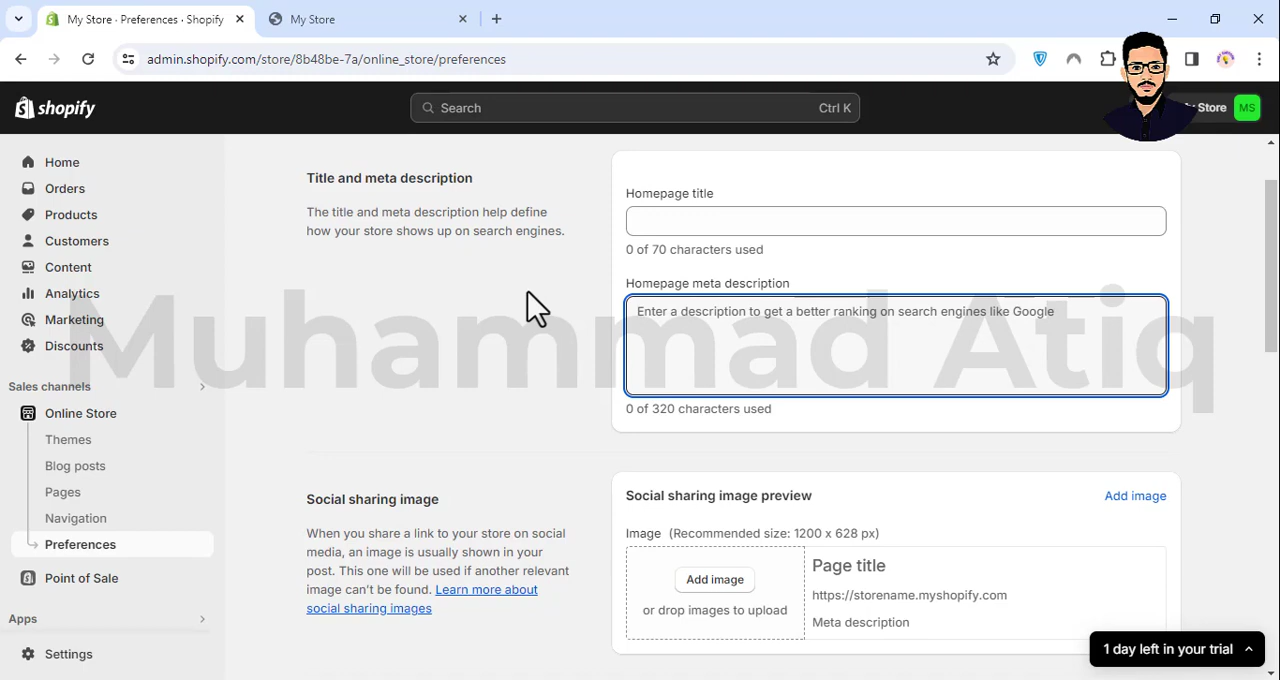 My Store · Preferences · Shopify
My Store
admin.shopify.com/store/8b48be-7a/online_store/preferences
shopify
Search
Ctrl K
Store
MS
Home
Orders
Products
Customers
Content
Analytics
Marketing
Discounts
Sales channels
Online Store
Themes
Blog posts
Pages
Navigation
Preferences
Point of Sale
Apps
Settings
Title and meta description
The title and meta description help define
how your store shows up on search engines.
Homepage title
0 of 70 characters used
Homepage meta description
Enter a description to get a better ranking on search engines like Google
0 of 320 characters used
Muhammad Atiq
Social sharing image
When you share a link to your store on social
media, an image is usually shown in your
post. This one will be used if another relevant
image can't be found. Learn more about
social sharing images
Social sharing image preview
Add image
Image (Recommended size: 1200 x 628 px)
Add image
or drop images to upload
Page title
https://storename.myshopify.com
Meta description
1 day left in your trial